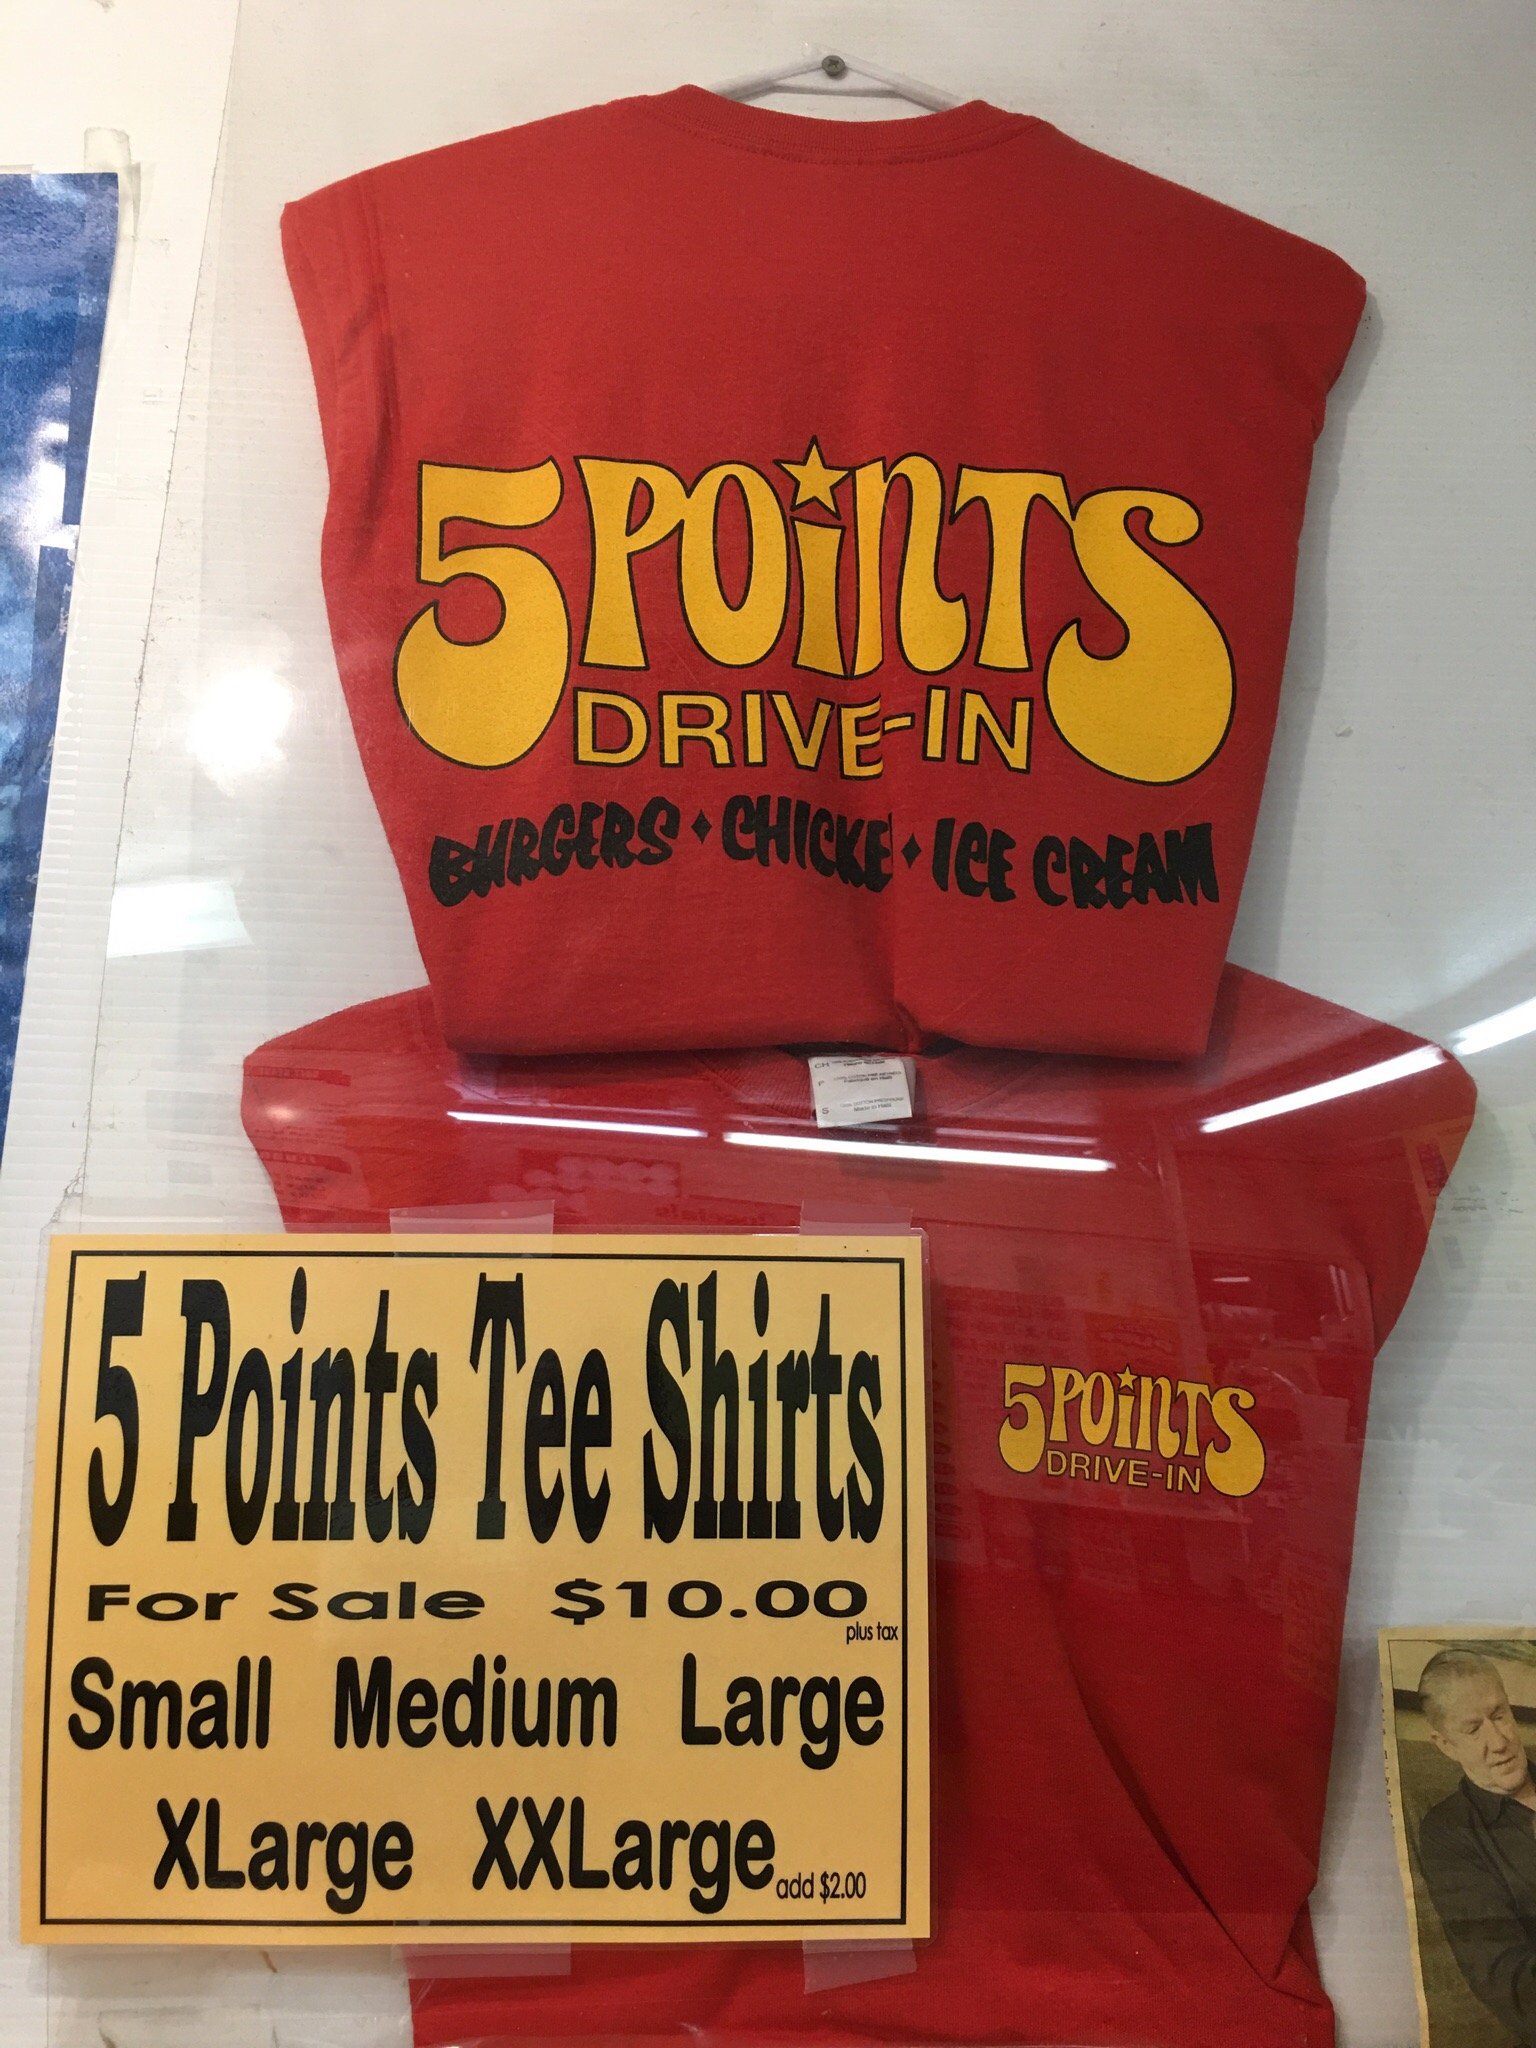 5 POiNTS
DRIVE-IN
BURGERS ♦ CHICKE ♦ ICE CREAM
5 POiNTS
DRIVE-IN
5 Points Tee Shirts
For Sale $10.00
plus tax
Small Medium Large
XLarge XXLarge add $2.00